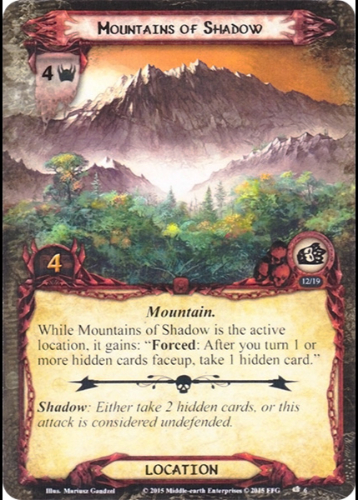 MOUNTAINS OF SHADOW
4
4
12/19
Mountain.
While Mountains of Shadow is the active
location, it gains: “Forced: After you turn 1 or
more hidden cards faceup, take 1 hidden card.”
Shadow: Either take 2 hidden cards, or this
attack is considered undefended.
LOCATION
Illus. Mariusz Gandzel
© 2015 Middle-earth Enterprises © 2015 FFG